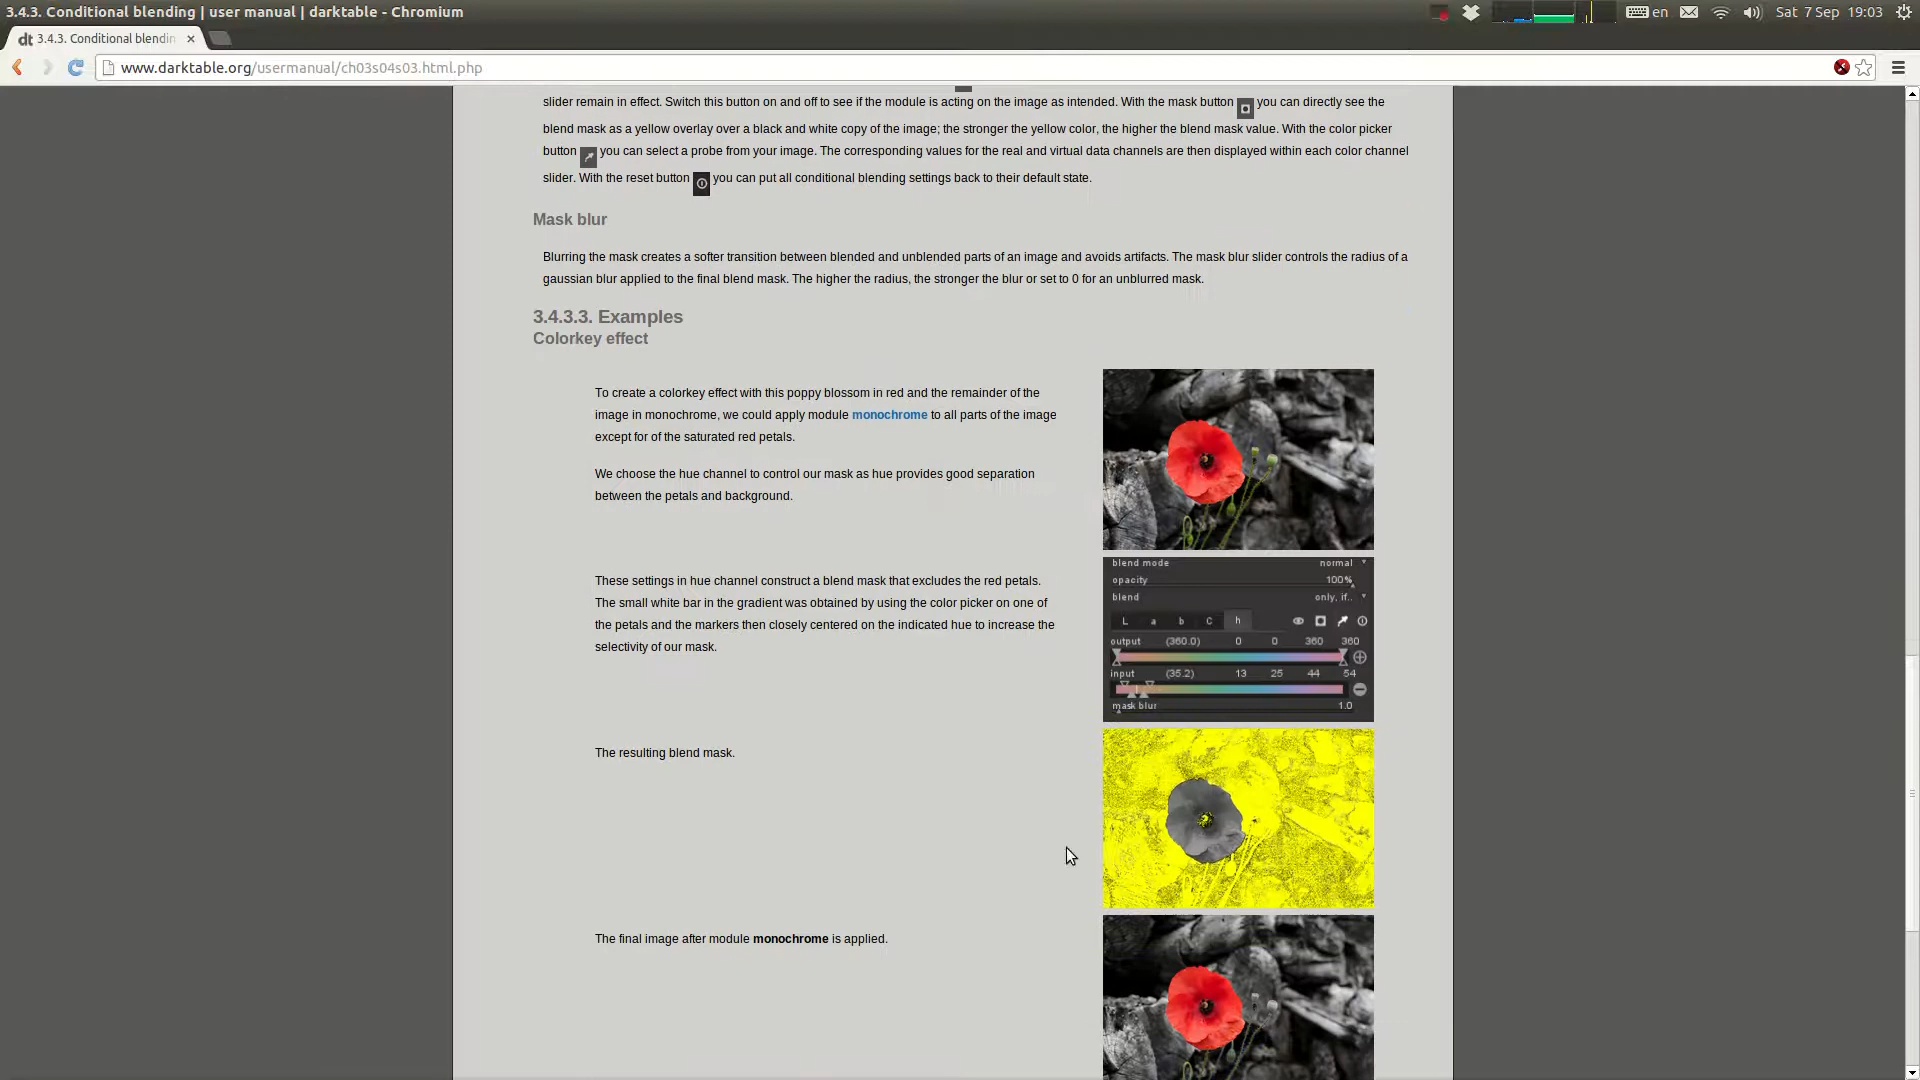 3.4.3. Conditional blending | user manual | darktable - Chromium
en
Sat 7 Sep 19:03
dt 3.4.3. Conditional blendin
www.darktable.org/usermanual/ch03s04s03.html.php
slider remain in effect. Switch this button on and off to see if the module is acting on the image as intended. With the mask button you can directly see the
blend mask as a yellow overlay over a black and white copy of the image; the stronger the yellow color, the higher the blend mask value. With the color picker
button you can select a probe from your image. The corresponding values for the real and virtual data channels are then displayed within each color channel
slider. With the reset button you can put all conditional blending settings back to their default state.
Mask blur
Blurring the mask creates a softer transition between blended and unblended parts of an image and avoids artifacts. The mask blur slider controls the radius of a
gaussian blur applied to the final blend mask. The higher the radius, the stronger the blur or set to 0 for an unblurred mask.
3.4.3.3. Examples
Colorkey effect
To create a colorkey effect with this poppy blossom in red and the remainder of the
image in monochrome, we could apply module monochrome to all parts of the image
except for of the saturated red petals.
We choose the hue channel to control our mask as hue provides good separation
between the petals and background.
These settings in hue channel construct a blend mask that excludes the red petals.
The small white bar in the gradient was obtained by using the color picker on one of
the petals and the markers then closely centered on the indicated hue to increase the
selectivity of our mask.
blend mode normal
opacity 100%
blend only, if..
L a b C h
output (360.0) 0 0 360 360
input (35.2) 13 25 44 54
mask blur 1.0
The resulting blend mask.
The final image after module monochrome is applied.